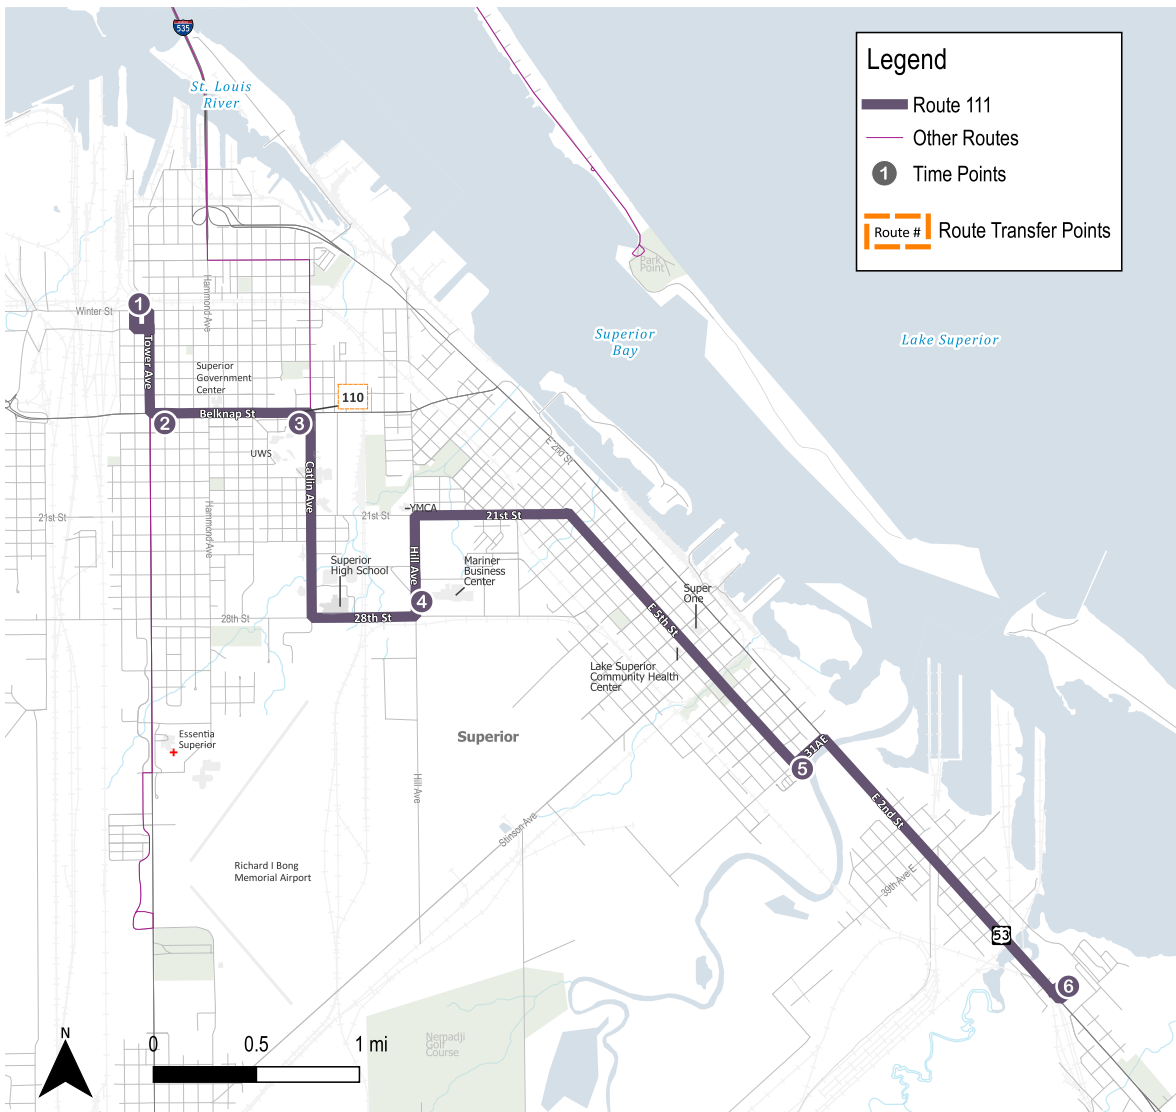 535
St. Louis
River
Legend
Route 111
Other Routes
1
Time Points
Route #
Route Transfer Points
Park
Point
Hammond Ave
Winter St
1
Tower Ave
Superior
Government
Center
Superior
Bay
Lake Superior
110
2
Belknap St
3
UWS
Catlin Ave
E 2nd St
21st St
Hammond Ave
21st St
YMCA
21st St
Superior
High School
Hill Ave
Mariner
Business
Center
4
28th St
28th St
Super
One
E 5th St
Lake Superior
Community Health
Center
Essentia
Superior
Superior
5
31AE
Hill Ave
Stinson Ave
E 2nd St
Richard I Bong
Memorial Airport
39th Ave E
53
6
Nemadji
Golf
Course
N
0
0.5
1 mi